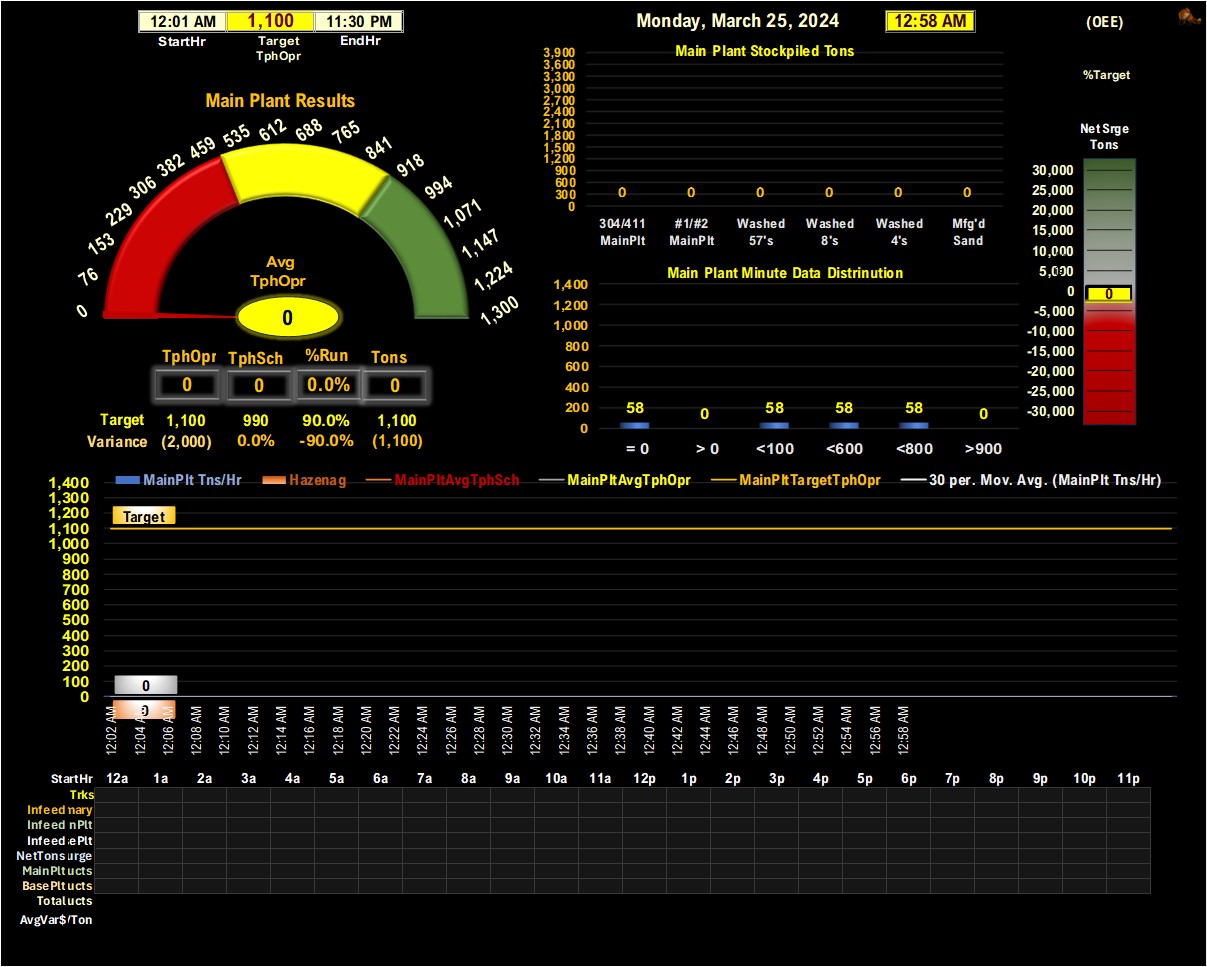 12:01 AM 1,100 11:30 PM
StartHr Target EndHr
TphOpr
Monday, March 25, 2024 12:58 AM (OEE)
%Target
Main Plant Results
0 76 153 229 306 382 459 535 612 688 765 841 918 994 1,071 1,147 1,224 1,300
Avg
TphOpr
0
TphOpr TphSch %Run Tons
0 0 0.0% 0
Target 1,100 990 90.0% 1,100
Variance (2,000) 0.0% -90.0% (1,100)
Main Plant Stockpiled Tons
3,900
3,600
3,300
3,000
2,700
2,400
2,100
1,800
1,500
1,200
900
600
300
0
0 0 0 0 0 0
304/411 #1/#2 Washed Washed Washed Mfg'd
MainPlt MainPlt 57's 8's 4's Sand
Main Plant Minute Data Distrinution
1,400
1,200
1,000
800
600
400
200
0
58 0 58 58 58 0
= 0 > 0 <100 <600 <800 >900
Net Srge
Tons
30,000
25,000
20,000
15,000
10,000
5,000
0
-5,000
-10,000
-15,000
-20,000
-25,000
-30,000
0
MainPlt Tns/Hr Hazenag MainPltAvgTphSch MainPltAvgTphOpr MainPltTargetTphOpr 30 per. Mov. Avg. (MainPlt Tns/Hr)
1,400
1,300
1,200
1,100
1,000
900
800
700
600
500
400
300
200
100
0
Target
0
0
12:02 AM 12:04 AM 12:06 AM 12:08 AM 12:10 AM 12:12 AM 12:14 AM 12:16 AM 12:18 AM 12:20 AM 12:22 AM 12:24 AM 12:26 AM 12:28 AM 12:30 AM 12:32 AM 12:34 AM 12:36 AM 12:38 AM 12:40 AM 12:42 AM 12:44 AM 12:46 AM 12:48 AM 12:50 AM 12:52 AM 12:54 AM 12:56 AM 12:58 AM
StartHr 12a 1a 2a 3a 4a 5a 6a 7a 8a 9a 10a 11a 12p 1p 2p 3p 4p 5p 6p 7p 8p 9p 10p 11p
Trks
Infeed nary
Infeed nPlt
Infeed ePlt
NetTons urge
MainPlt ucts
BasePlt ucts
Total ucts
AvgVar$/Ton